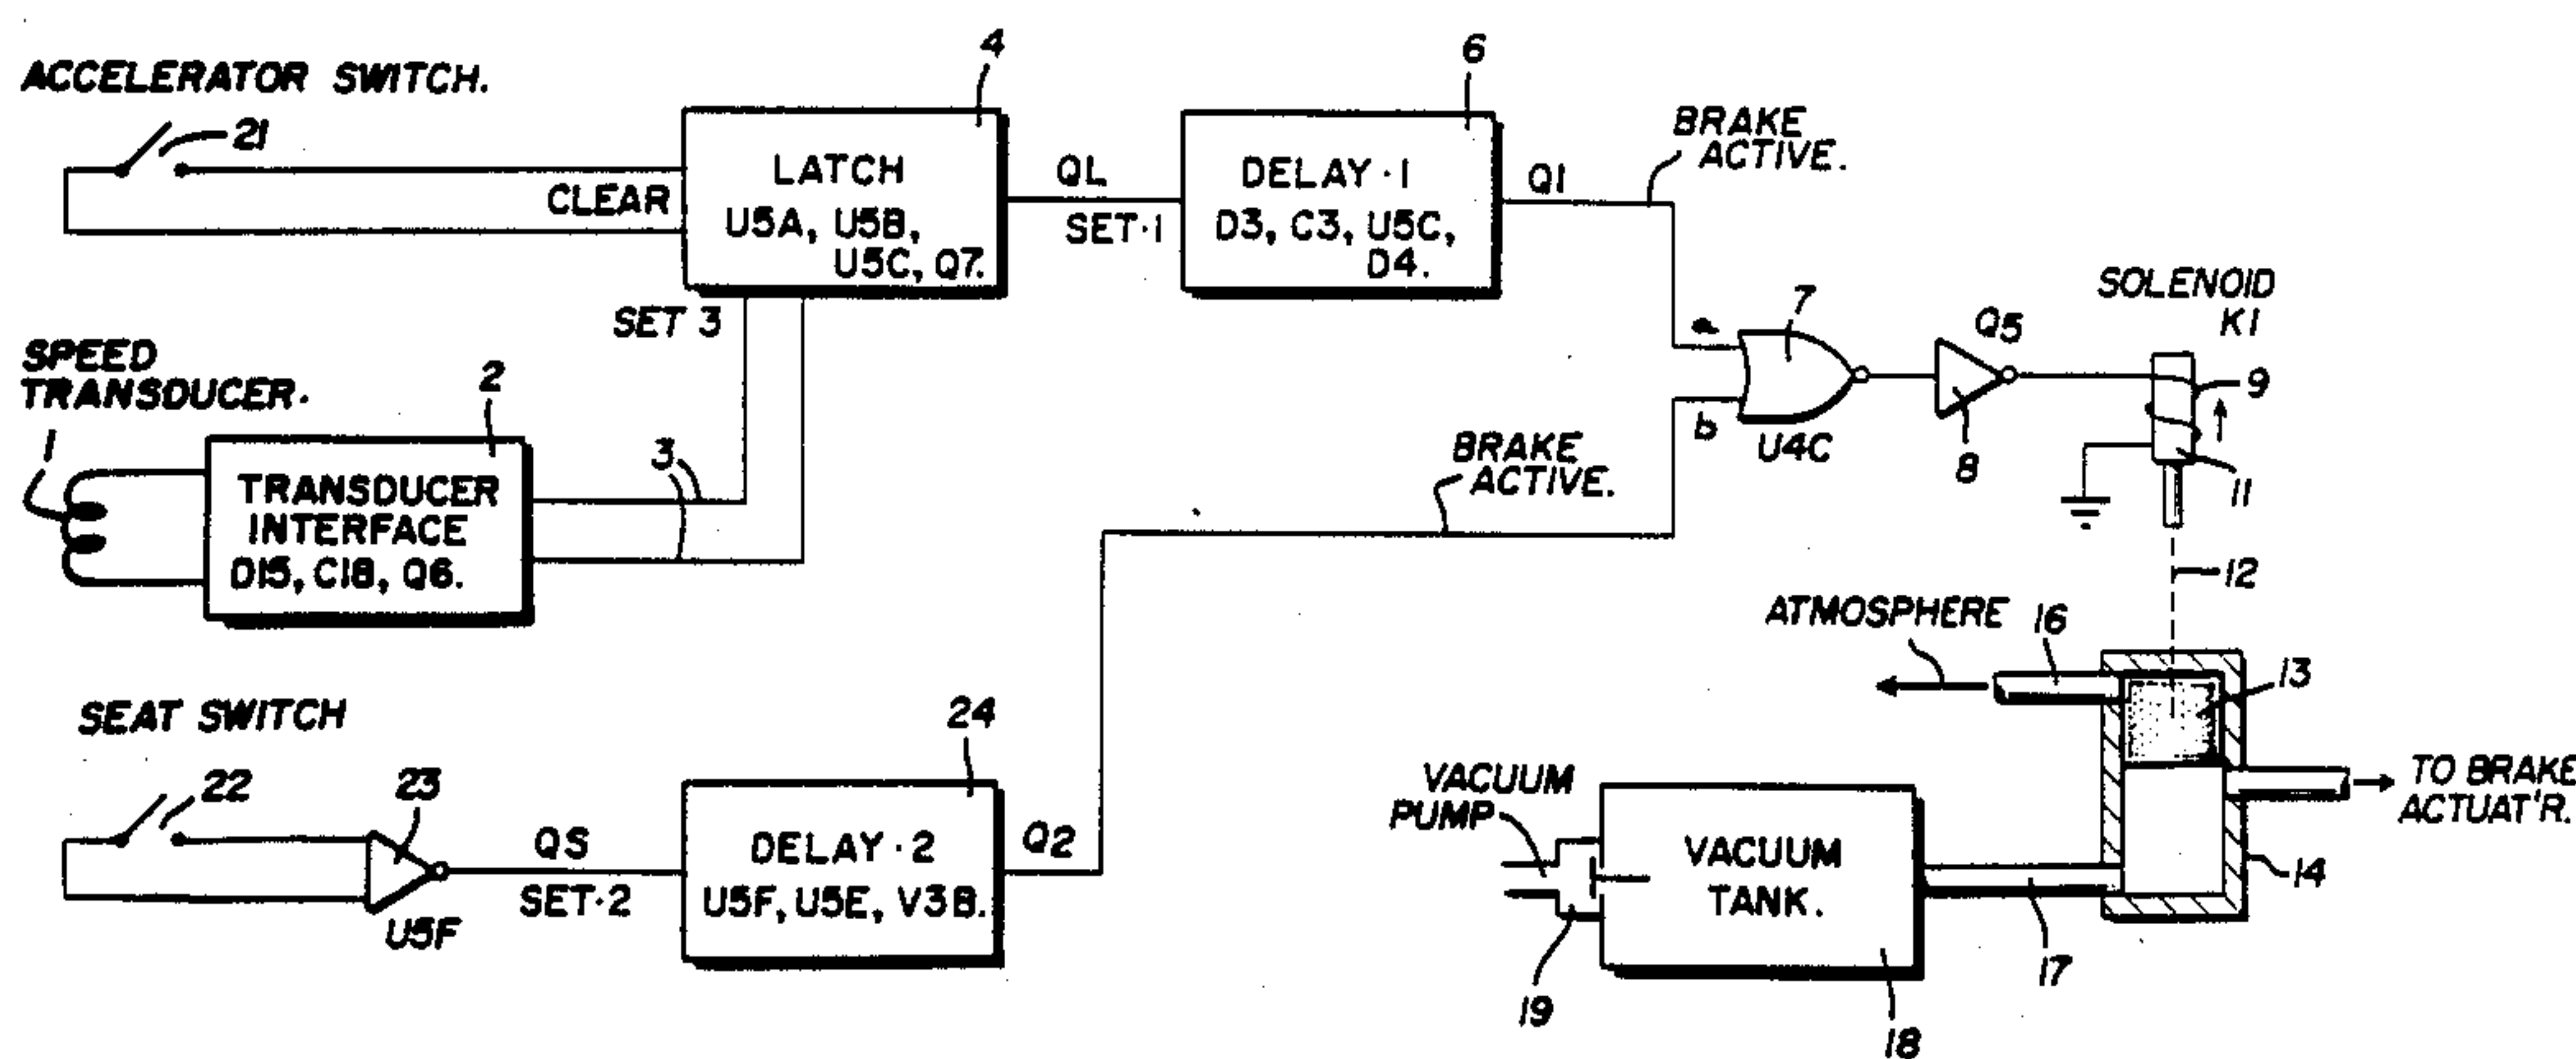 ACCELERATOR SWITCH.
21
CLEAR
4
LATCH
U5A, U5B,
U5C, Q7.
QL
SET·1
6
DELAY·1
D3, C3, U5C,
D4.
Q1
BRAKE
ACTIVE.
SET 3
SPEED
TRANSDUCER.
1
2
TRANSDUCER
INTERFACE
D15, C18, Q6.
3
a
b
7
U4C
Q5
8
SOLENOID
K1
9
11
12
BRAKE
ACTIVE.
SEAT SWITCH
22
23
U5F
QS
SET·2
24
DELAY·2
U5F, U5E, V3B.
Q2
ATMOSPHERE
16
13
TO BRAKE
ACTUAT'R.
14
VACUUM
PUMP
19
VACUUM
TANK.
18
17